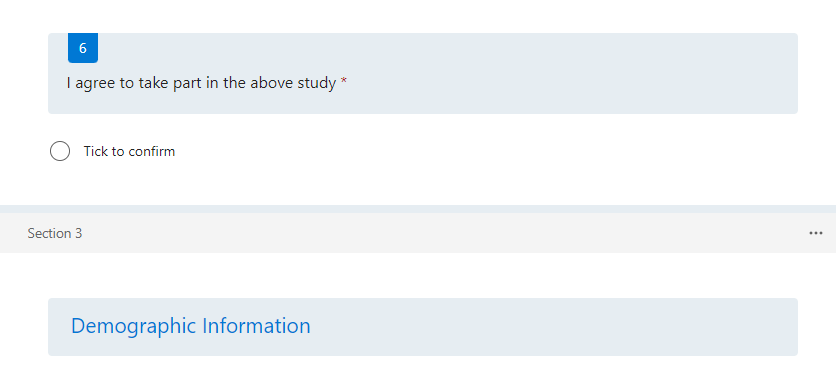 6
I agree to take part in the above study *
Tick to confirm
Section 3
Demographic Information